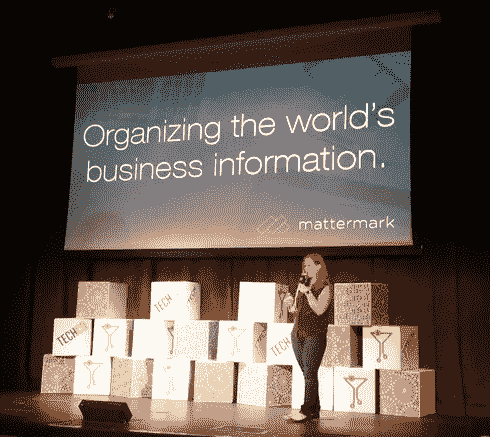 Organizing the world's
business information.
mattermark
TECH
TECH
TECH